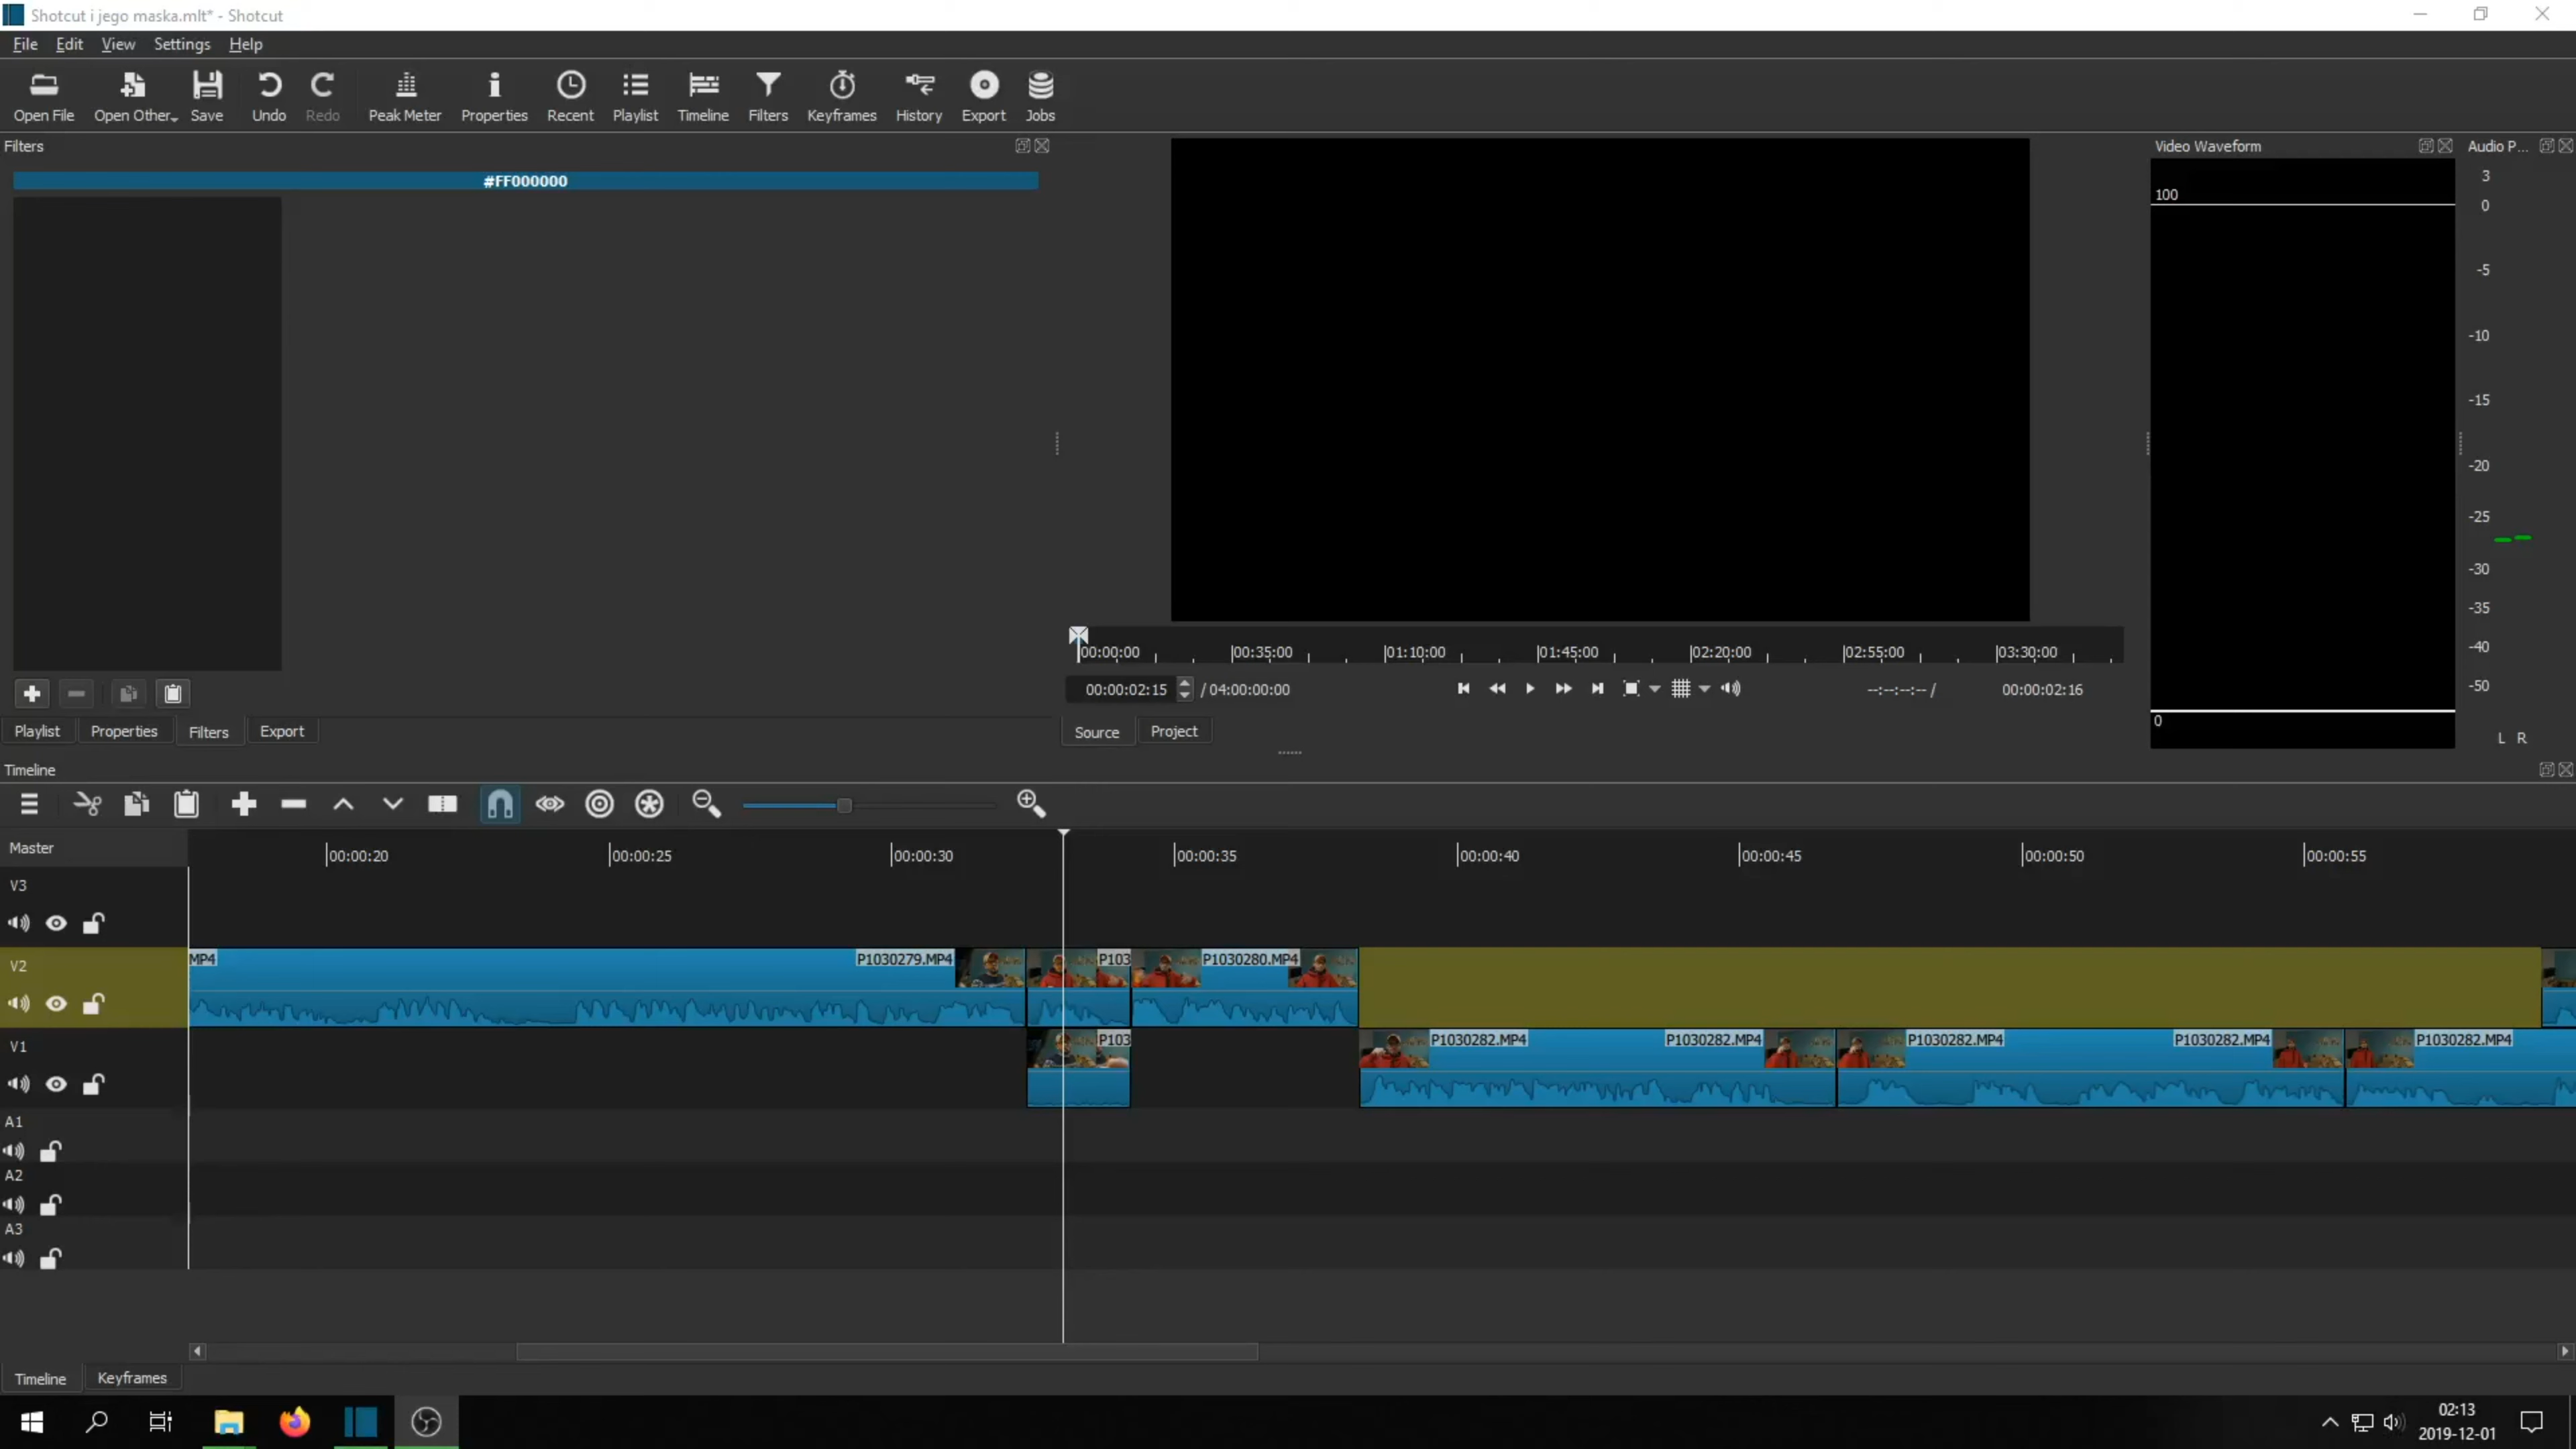 Shotcut i jego maska.mlt* - Shotcut
File Edit View Settings Help
Open File Open Other Save Undo Redo Peak Meter Properties Recent Playlist Timeline Filters Keyframes History Export Jobs
Filters
#FF000000
Playlist Properties Filters Export
00:00:00 00:35:00 01:10:00 01:45:00 02:20:00 02:55:00 03:30:00
00:00:02:15 / 04:00:00:00 --:--:--:-- / 00:00:02:16
Source Project
Video Waveform
100
0
Audio P...
3
0
-5
-10
-15
-20
-25
-30
-35
-40
-50
L R
Timeline
Master
00:00:20 00:00:25 00:00:30 00:00:35 00:00:40 00:00:45 00:00:50 00:00:55
V3
V2
MP4 P1030279.MP4 P103 P1030280.MP4
V1
P103 P1030282.MP4 P1030282.MP4 P1030282.MP4 P1030282.MP4 P1030282.MP4
A1
A2
A3
Timeline Keyframes
02:13
2019-12-01